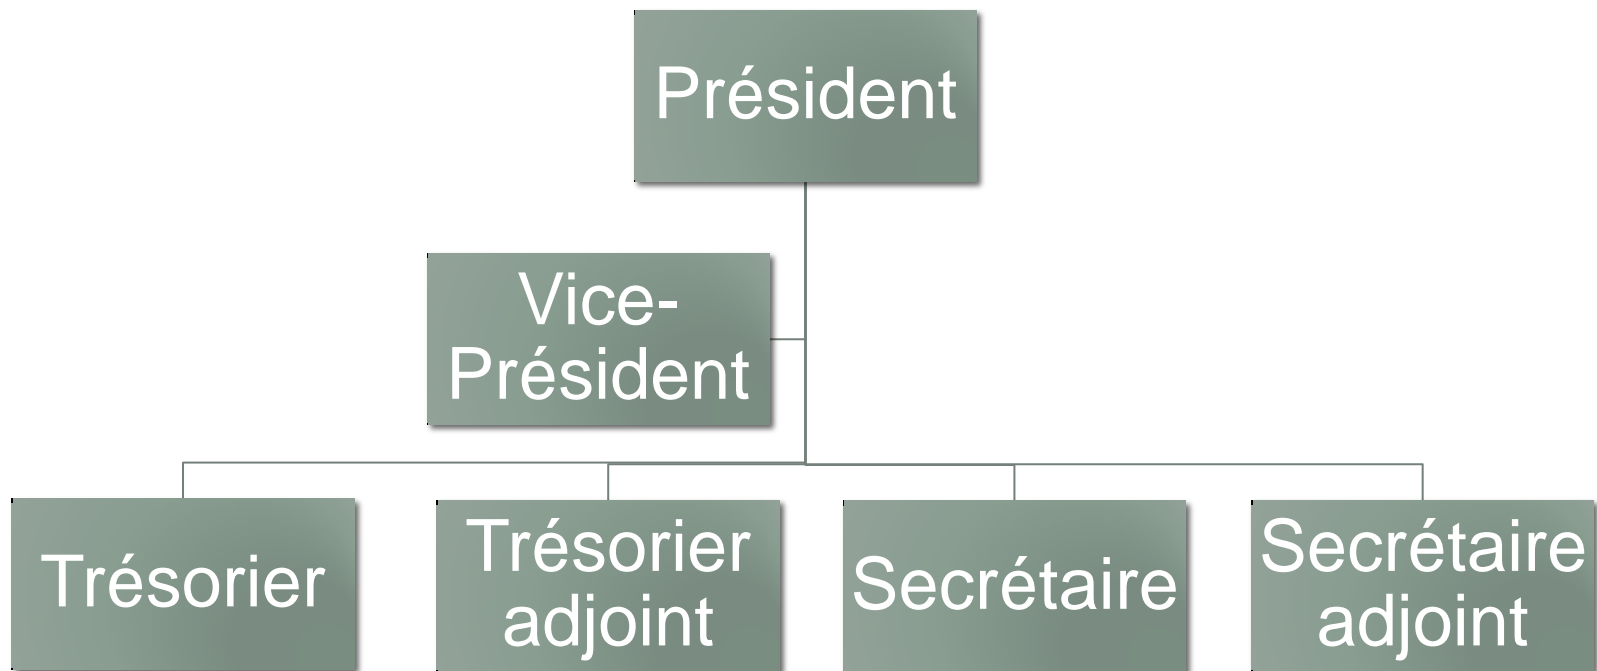 Président
Vice-
Président
Trésorier
Trésorier
adjoint
Secrétaire
Secrétaire
adjoint